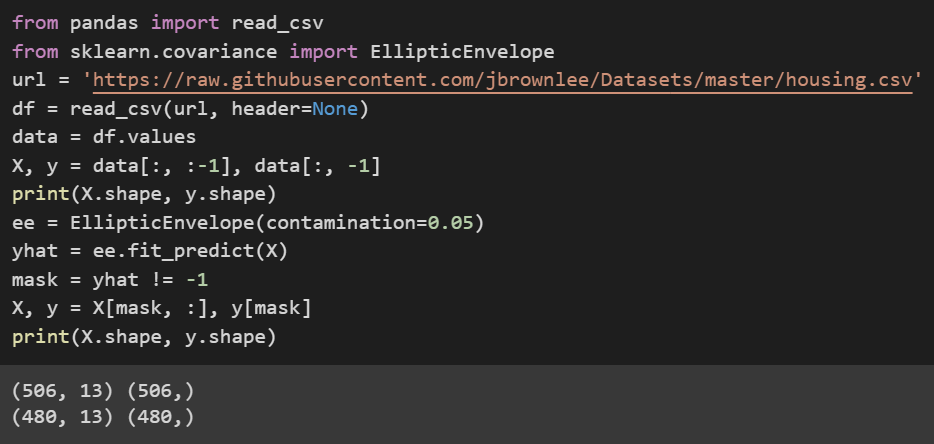 from pandas import read_csv
from sklearn.covariance import EllipticEnvelope
url = 'https://raw.githubusercontent.com/jbrownlee/Datasets/master/housing.csv'
df = read_csv(url, header=None)
data = df.values
X, y = data[:, :-1], data[:, -1]
print(X.shape, y.shape)
ee = EllipticEnvelope(contamination=0.05)
yhat = ee.fit_predict(X)
mask = yhat != -1
X, y = X[mask, :], y[mask]
print(X.shape, y.shape)
(506, 13) (506,)
(480, 13) (480,)